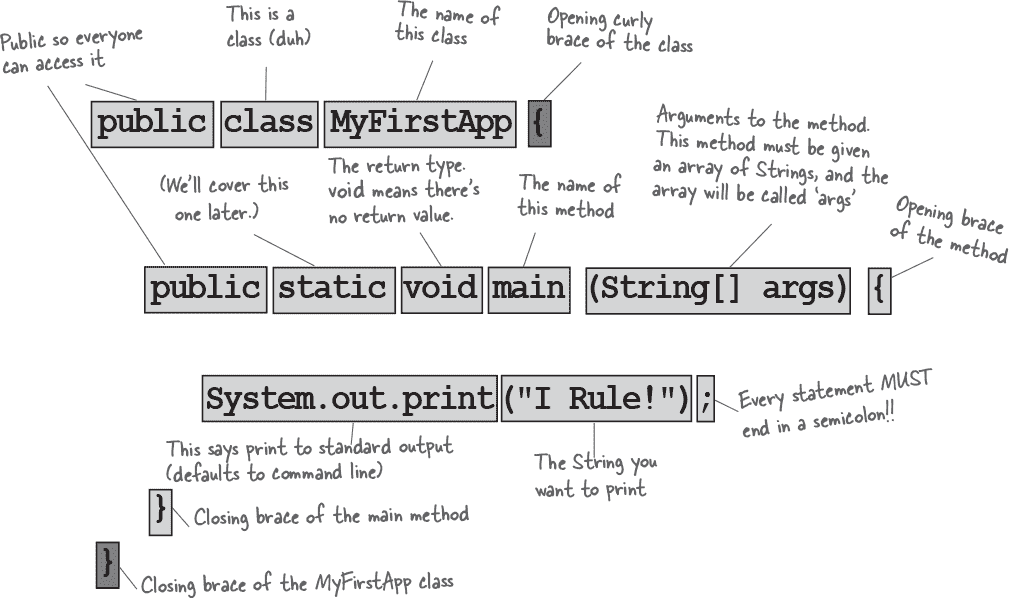 Public so everyone
can access it
This is a
class (duh)
The name of
this class
Opening curly
brace of the class
public class MyFirstApp {
(We'll cover this
one later.)
The return type.
void means there's
no return value.
The name of
this method
Arguments to the method.
This method must be given
an array of Strings, and the
array will be called 'args'
Opening brace
of the method
public static void main (String[] args) {
System.out.print("I Rule!");
Every statement MUST
end in a semicolon!!
This says print to standard output
(defaults to command line)
The String you
want to print
}
Closing brace of the main method
}
Closing brace of the MyFirstApp class